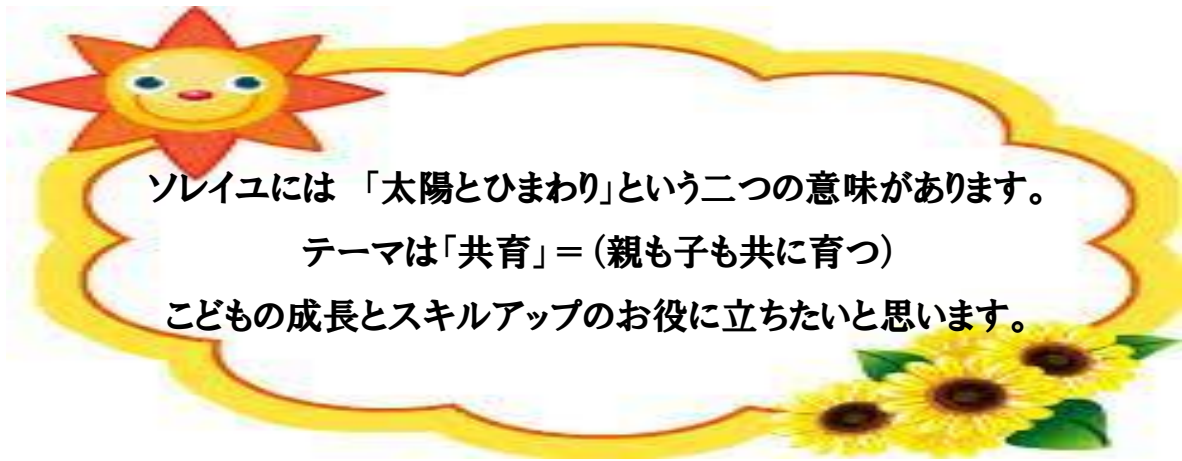 ソレイユには 「太陽とひまわり」という二つの意味があります。
テーマは「共育」=(親も子も共に育つ)
こどもの成長とスキルアップのお役に立ちたいと思います。